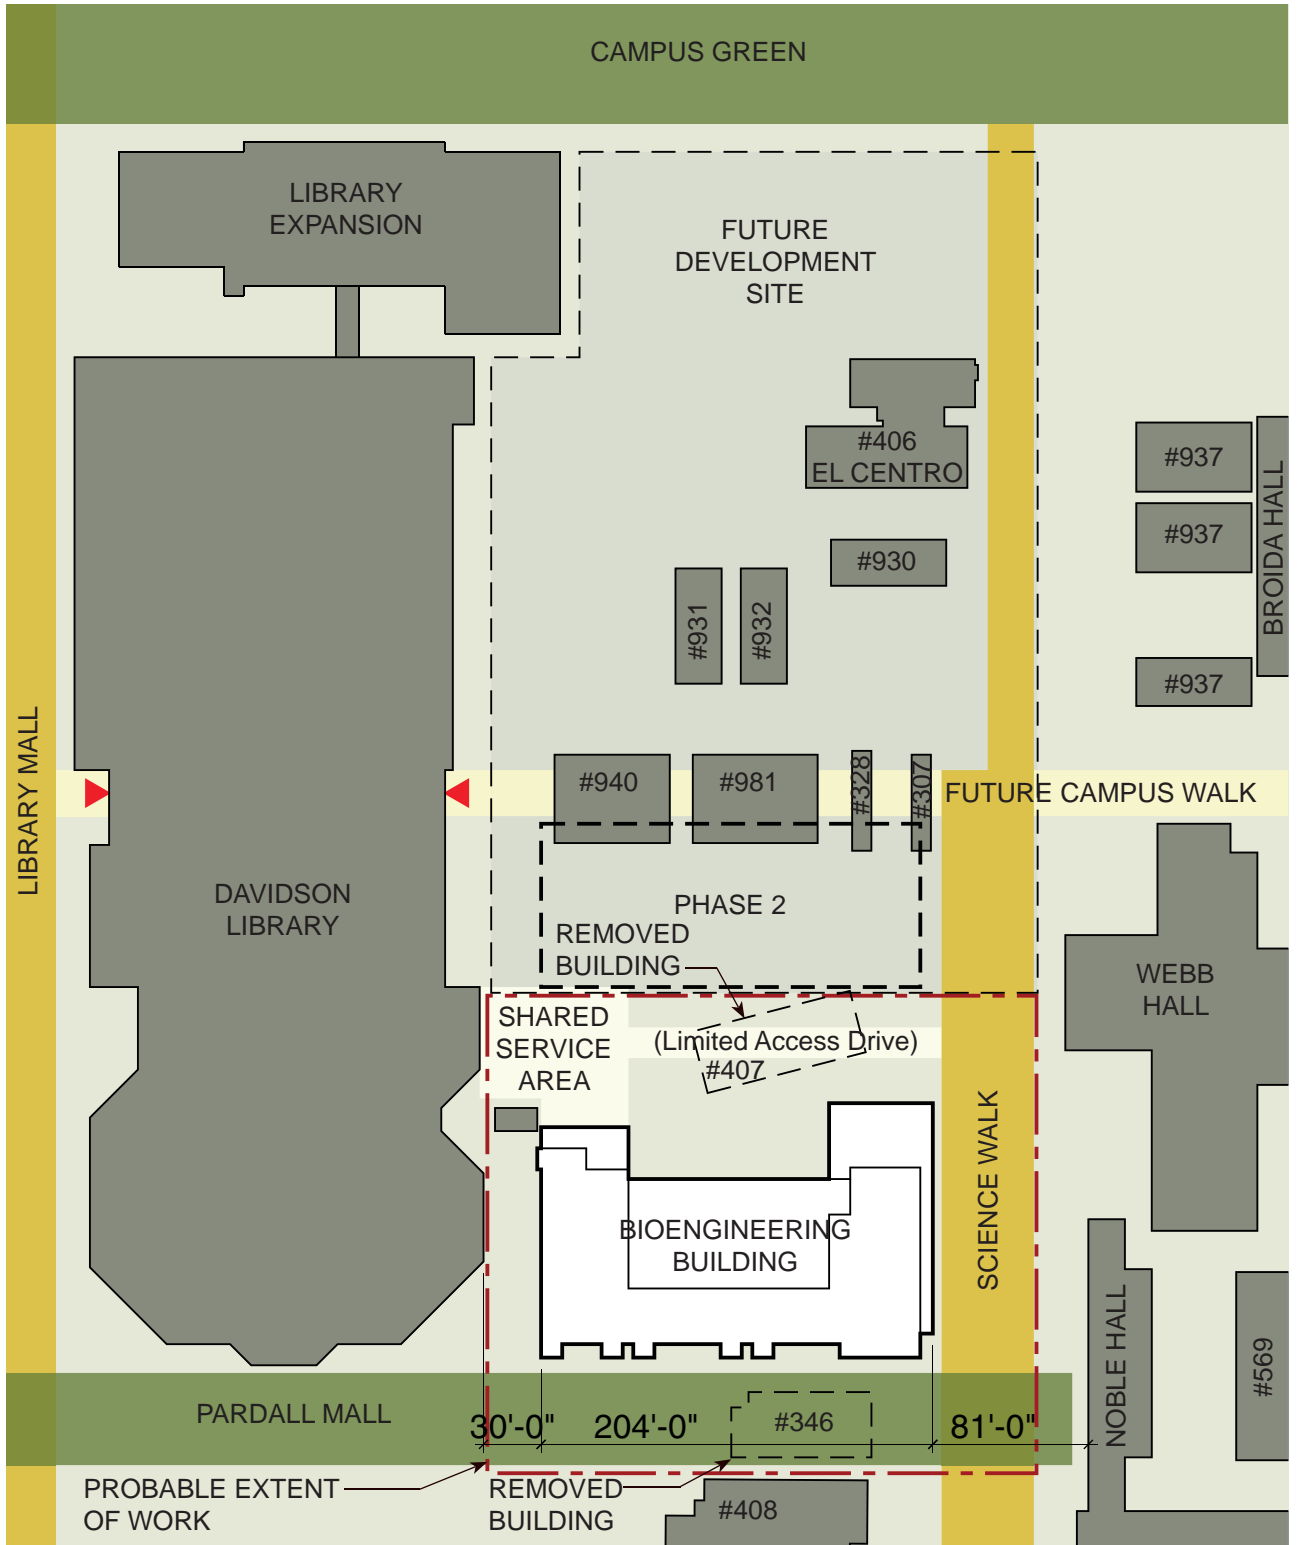 CAMPUS GREEN
LIBRARY
EXPANSION
FUTURE
DEVELOPMENT
SITE
#406
EL CENTRO
#937
#937
#937
BROIDA HALL
#930
#931
#932
LIBRARY MALL
#940
#981
#328
#307
FUTURE CAMPUS WALK
DAVIDSON
LIBRARY
PHASE 2
REMOVED
BUILDING
WEBB
HALL
SHARED
SERVICE
AREA
(Limited Access Drive)
#407
SCIENCE WALK
BIOENGINEERING
BUILDING
NOBLE HALL
#569
PARDALL MALL
30'-0"
204'-0"
#346
81'-0"
PROBABLE EXTENT
OF WORK
REMOVED
BUILDING
#408